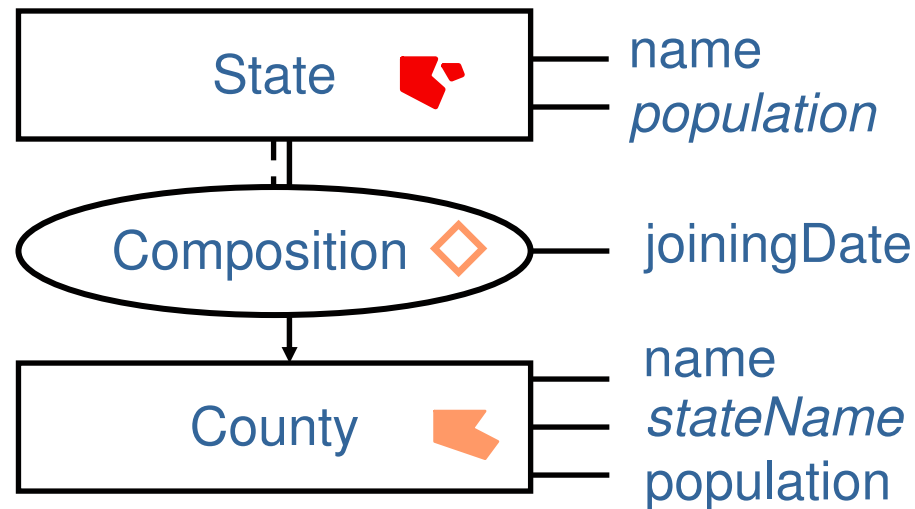 State
name
population
Composition
joiningDate
County
name
stateName
population